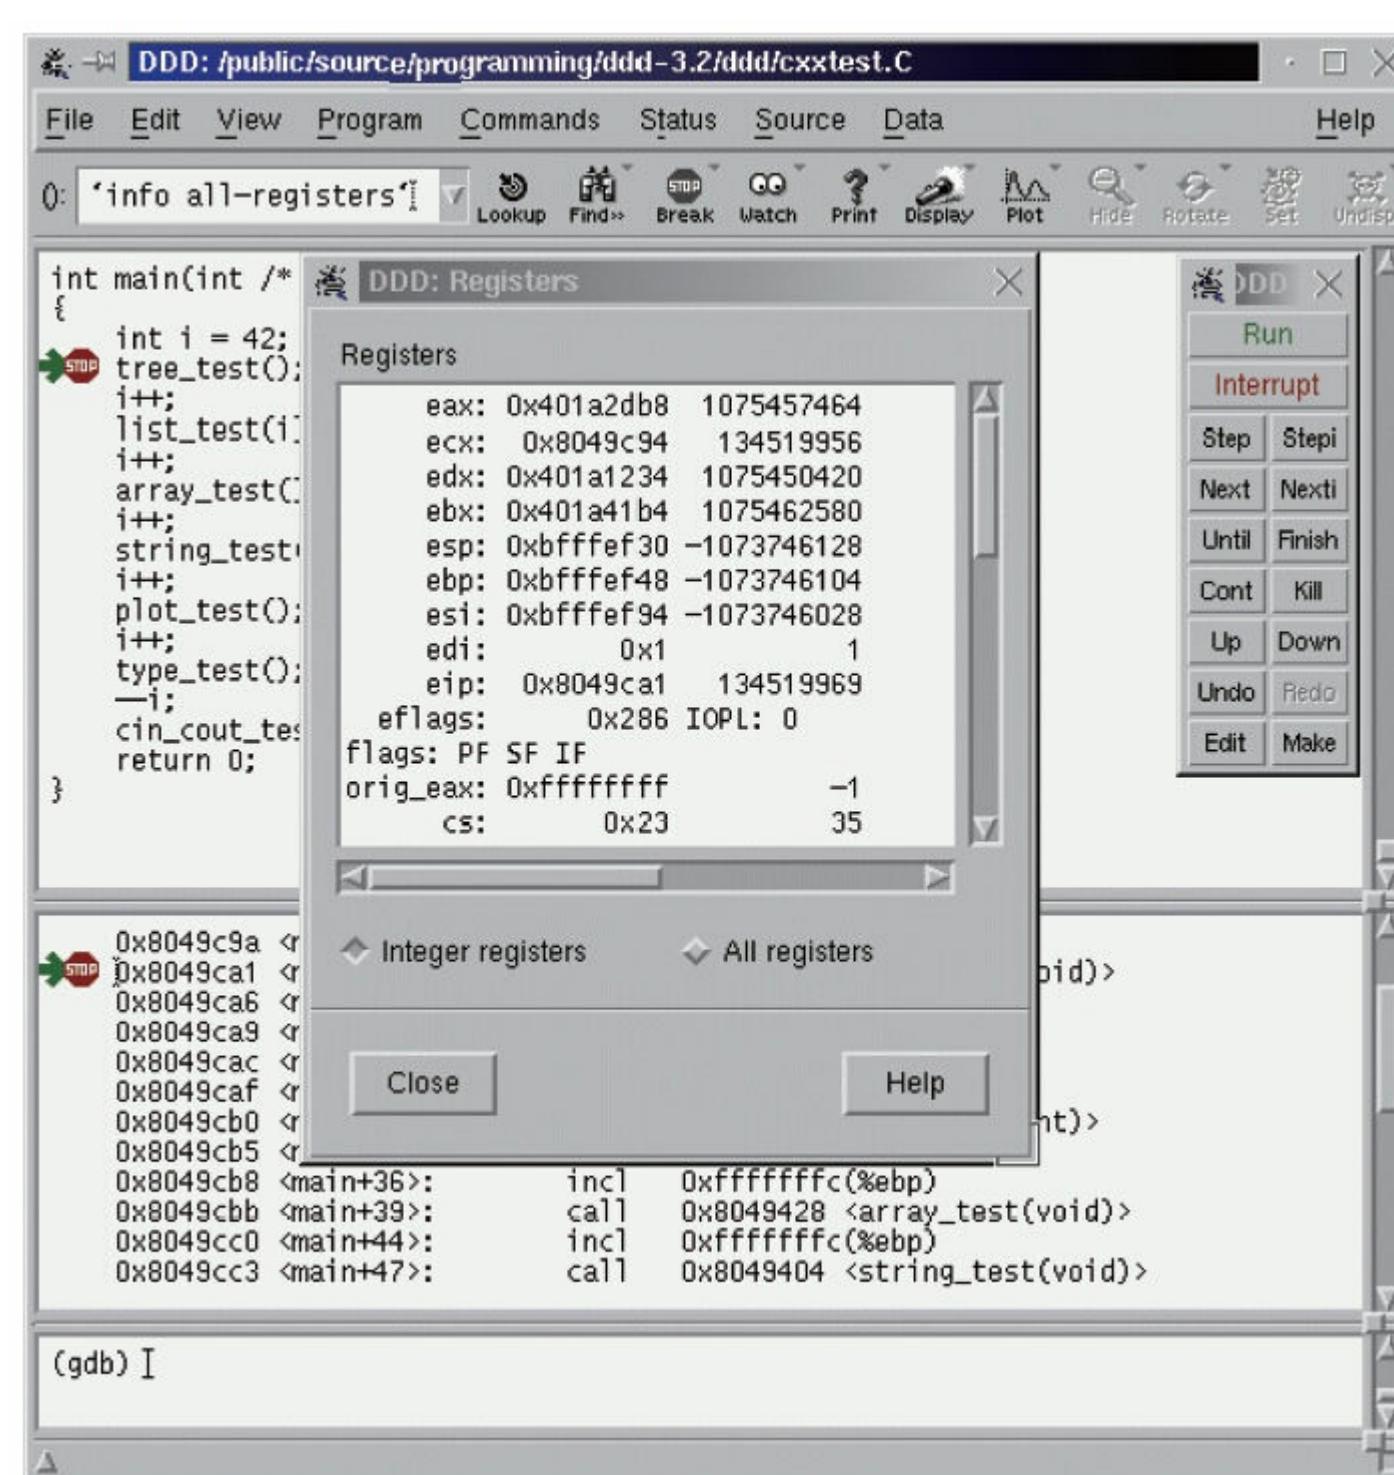 DDD: /public/source/programming/ddd-3.2/ddd/cxxtest.C
File Edit View Program Commands Status Source Data Help
(): 'info all-registers' Lookup Find» Break Watch Print Display Plot Hide Rotate Set Undisp
int main(int /*
{
int i = 42;
tree_test();
i++;
list_test(i
i++;
array_test(
i++;
string_test
i++;
plot_test();
i++;
type_test();
--i;
cin_cout_tes
return 0;
}
DDD: Registers
Registers
eax: 0x401a2db8 1075457464
ecx: 0x8049c94 134519956
edx: 0x401a1234 1075450420
ebx: 0x401a41b4 1075462580
esp: 0xbfffef30 -1073746128
ebp: 0xbfffef48 -1073746104
esi: 0xbfffef94 -1073746028
edi: 0x1 1
eip: 0x8049ca1 134519969
eflags: 0x286 IOPL: 0
flags: PF SF IF
orig_eax: 0xffffffff -1
cs: 0x23 35
Integer registers All registers
Close Help
DDD
Run
Interrupt
Step Stepi
Next Nexti
Until Finish
Cont Kill
Up Down
Undo Redo
Edit Make
0x8049c9a <
STOP 0x8049ca1 < oid)>
0x8049ca6 <
0x8049ca9 <
0x8049cac <
0x8049caf <
0x8049cb0 < nt)>
0x8049cb5 <
0x8049cb8 <main+36>: incl 0xfffffffc(%ebp)
0x8049cbb <main+39>: call 0x8049428 <array_test(void)>
0x8049cc0 <main+44>: incl 0xfffffffc(%ebp)
0x8049cc3 <main+47>: call 0x8049404 <string_test(void)>
(gdb)